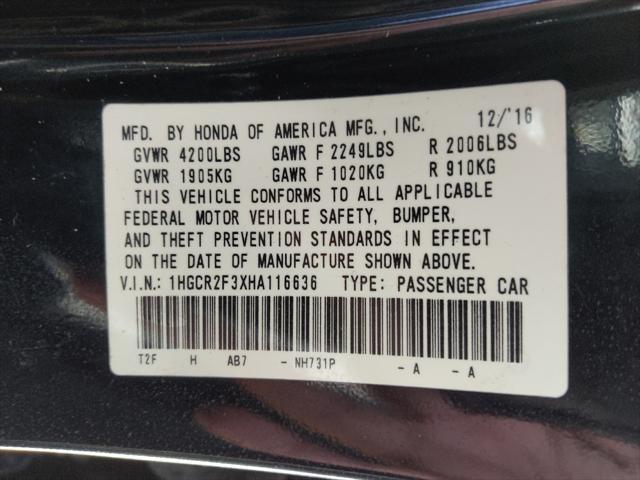 MFD. BY HONDA OF AMERICA MFG., INC. 12/'16
GVWR 4200LBS GAWR F 2249LBS R 2006LBS
GVWR 1905KG GAWR F 1020KG R 910KG
THIS VEHICLE CONFORMS TO ALL APPLICABLE
FEDERAL MOTOR VEHICLE SAFETY, BUMPER,
AND THEFT PREVENTION STANDARDS IN EFFECT
ON THE DATE OF MANUFACTURE SHOWN ABOVE.
V.I.N.: 1HGCR2F3XHA116636 TYPE: PASSENGER CAR
T2F H AB7 - NH731P - A - A